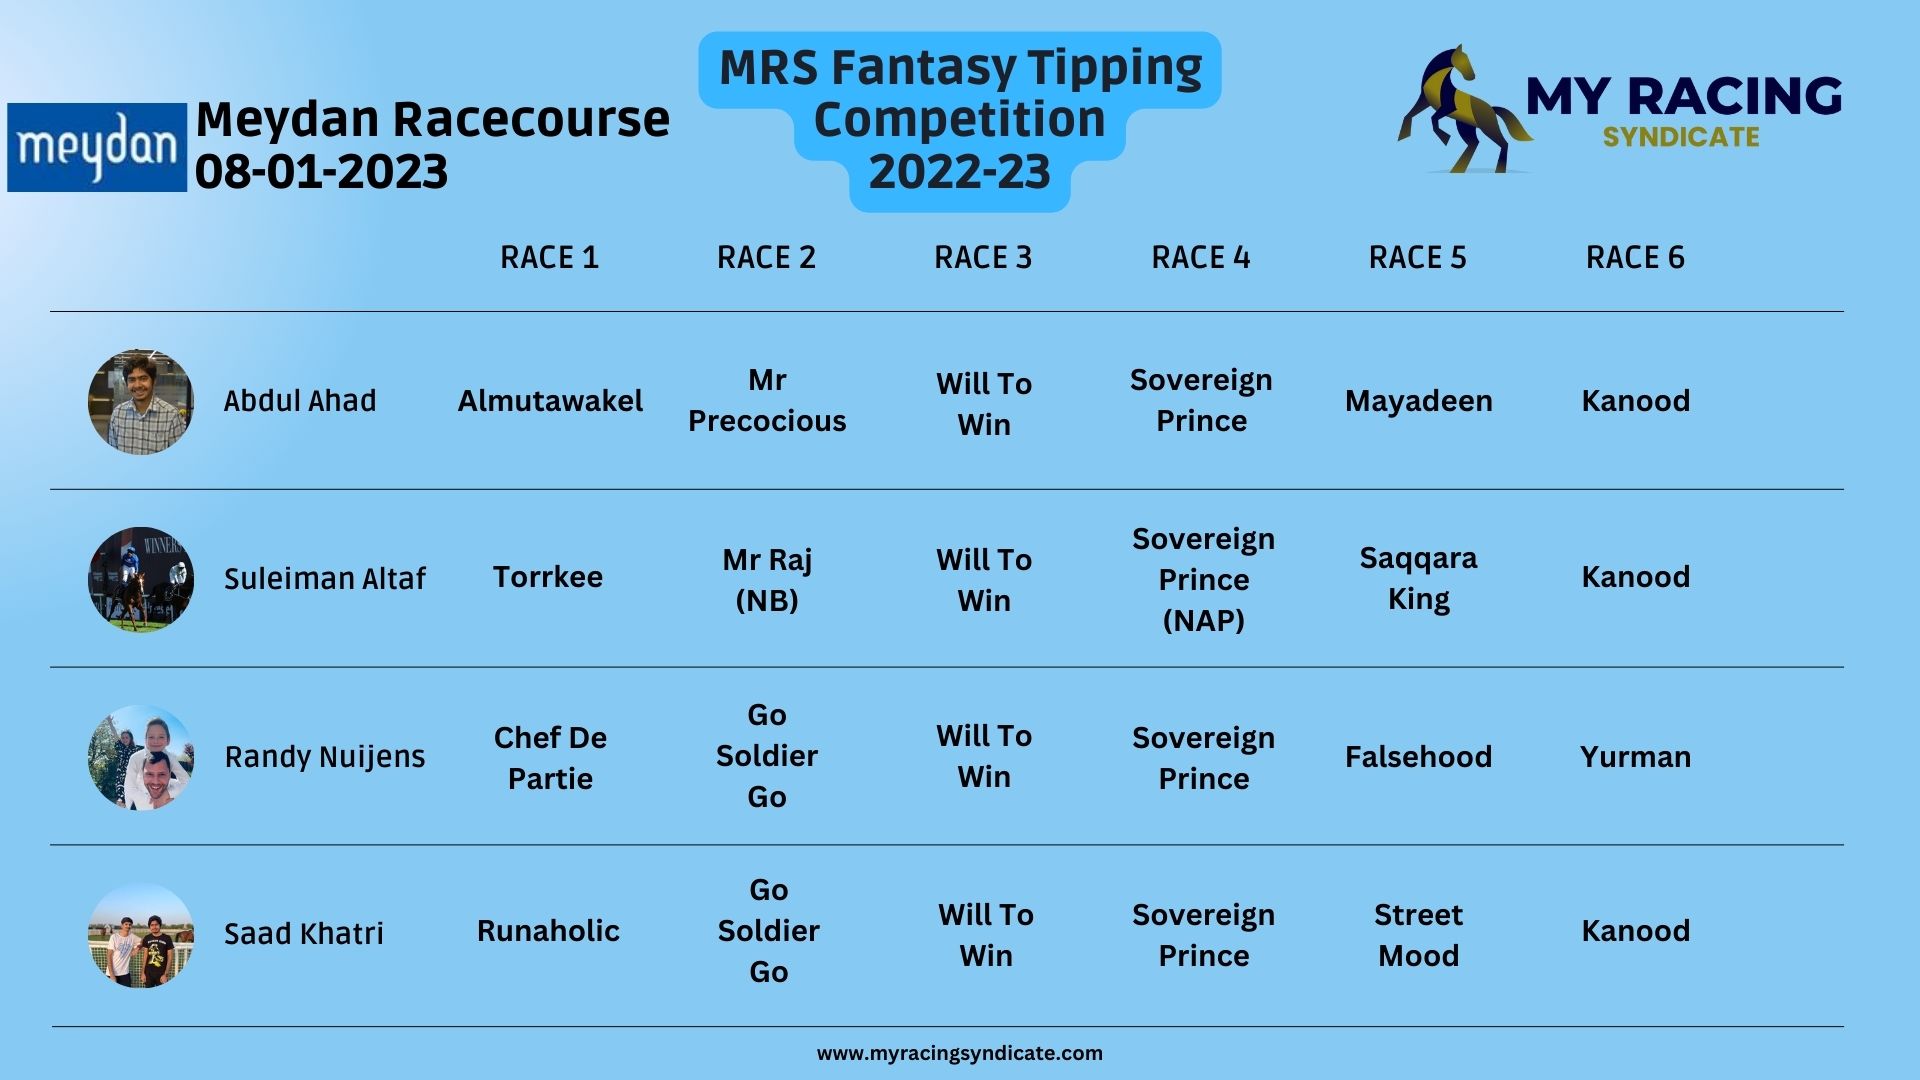 meydan
Meydan Racecourse
08-01-2023
MRS Fantasy Tipping
Competition
2022-23
MY RACING
SYNDICATE
RACE 1 RACE 2 RACE 3 RACE 4 RACE 5 RACE 6
Abdul Ahad
Almutawakel
Mr
Precocious
Will To
Win
Sovereign
Prince
Mayadeen
Kanood
WINNERS
Suleiman Altaf
Torrkee
Mr Raj
(NB)
Will To
Win
Sovereign
Prince
(NAP)
Saqqara
King
Kanood
Randy Nuijens
Chef De
Partie
Go
Soldier
Go
Will To
Win
Sovereign
Prince
Falsehood
Yurman
Saad Khatri
Runaholic
Go
Soldier
Go
Will To
Win
Sovereign
Prince
Street
Mood
Kanood
www.myracingsyndicate.com